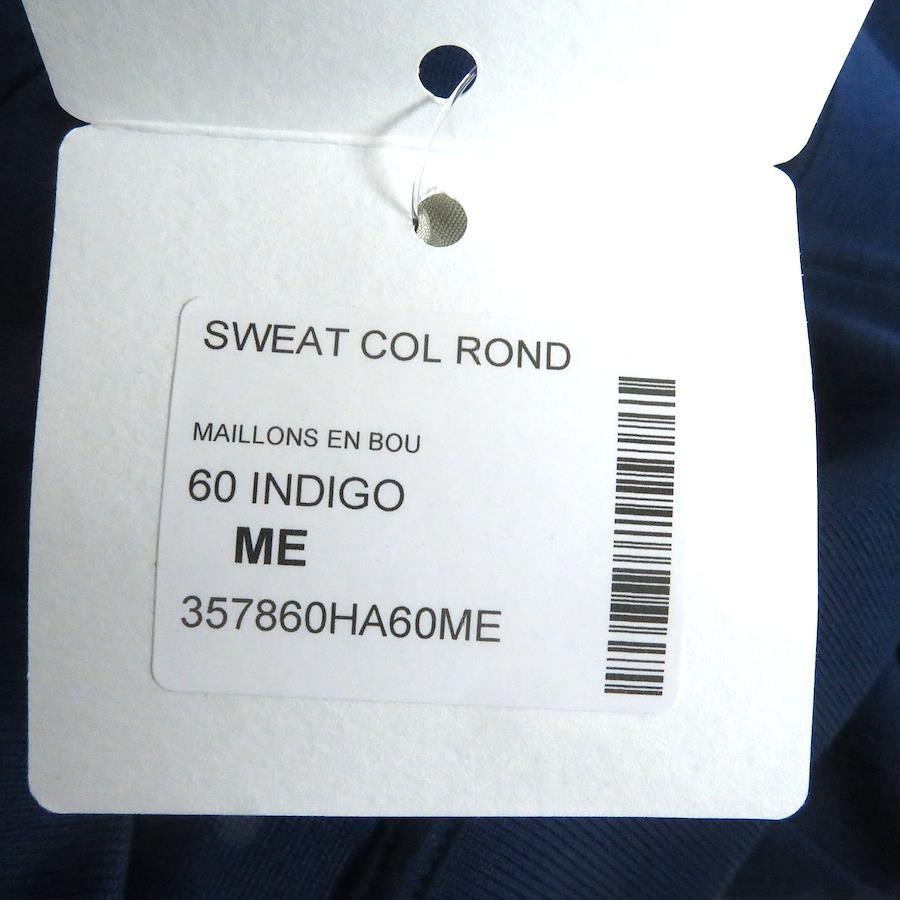 SWEAT COL ROND
MAILLONS EN BOU
60 INDIGO
ME
357860HA60ME